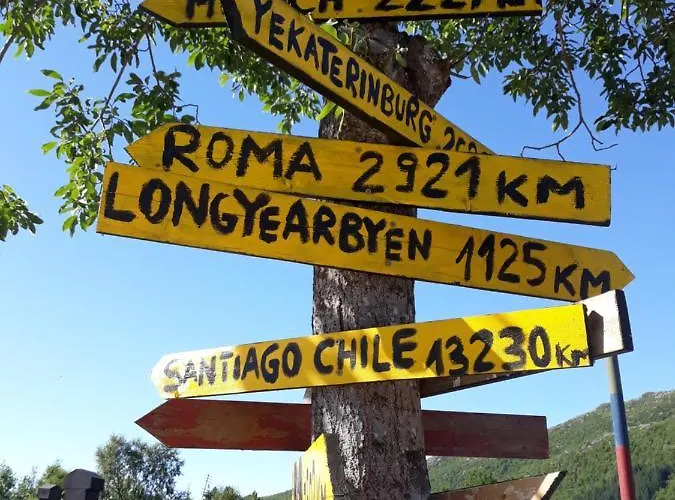 YEKATERINBURG
ROMA 2921 KM
LONGYEARBYEN 1125 KM
SANTIAGO CHILE 13230 Km